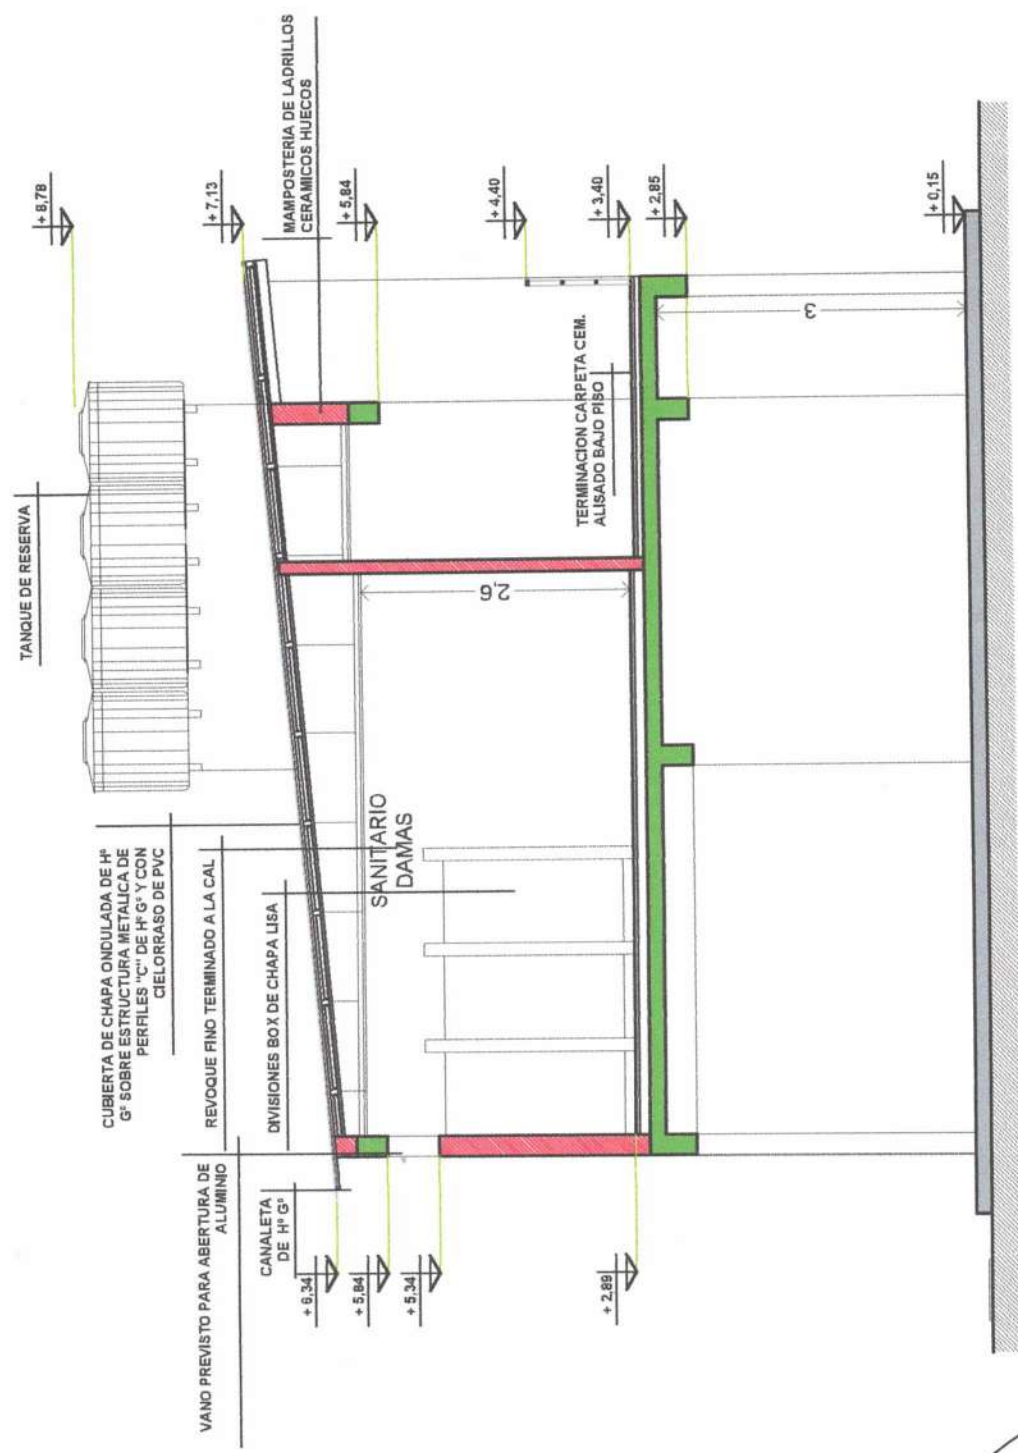 TANQUE DE RESERVA
+ 8,78
+ 7,13
CUBIERTA DE CHAPA ONDULADA DE Hº
Gº SOBRE ESTRUCTURA METALICA DE
PERFILES "C" DE Hº Gº Y CON
CIELORRASO DE PVC
MAMPOSTERIA DE LADRILLOS
CERAMICOS HUECOS
REVOQUE FINO TERMINADO A LA CAL
VANO PREVISTO PARA ABERTURA DE
ALUMINIO
DIVISIONES BOX DE CHAPA LISA
CANALETA
DE Hº Gº
+ 6,34
+ 5,84
+ 5,84
+ 5,34
SANITARIO
DAMAS
+ 4,40
2,6
TERMINACION CARPETA CEM.
ALISADO BAJO PISO
+ 3,40
+ 2,89
+ 2,85
3
+ 0,15